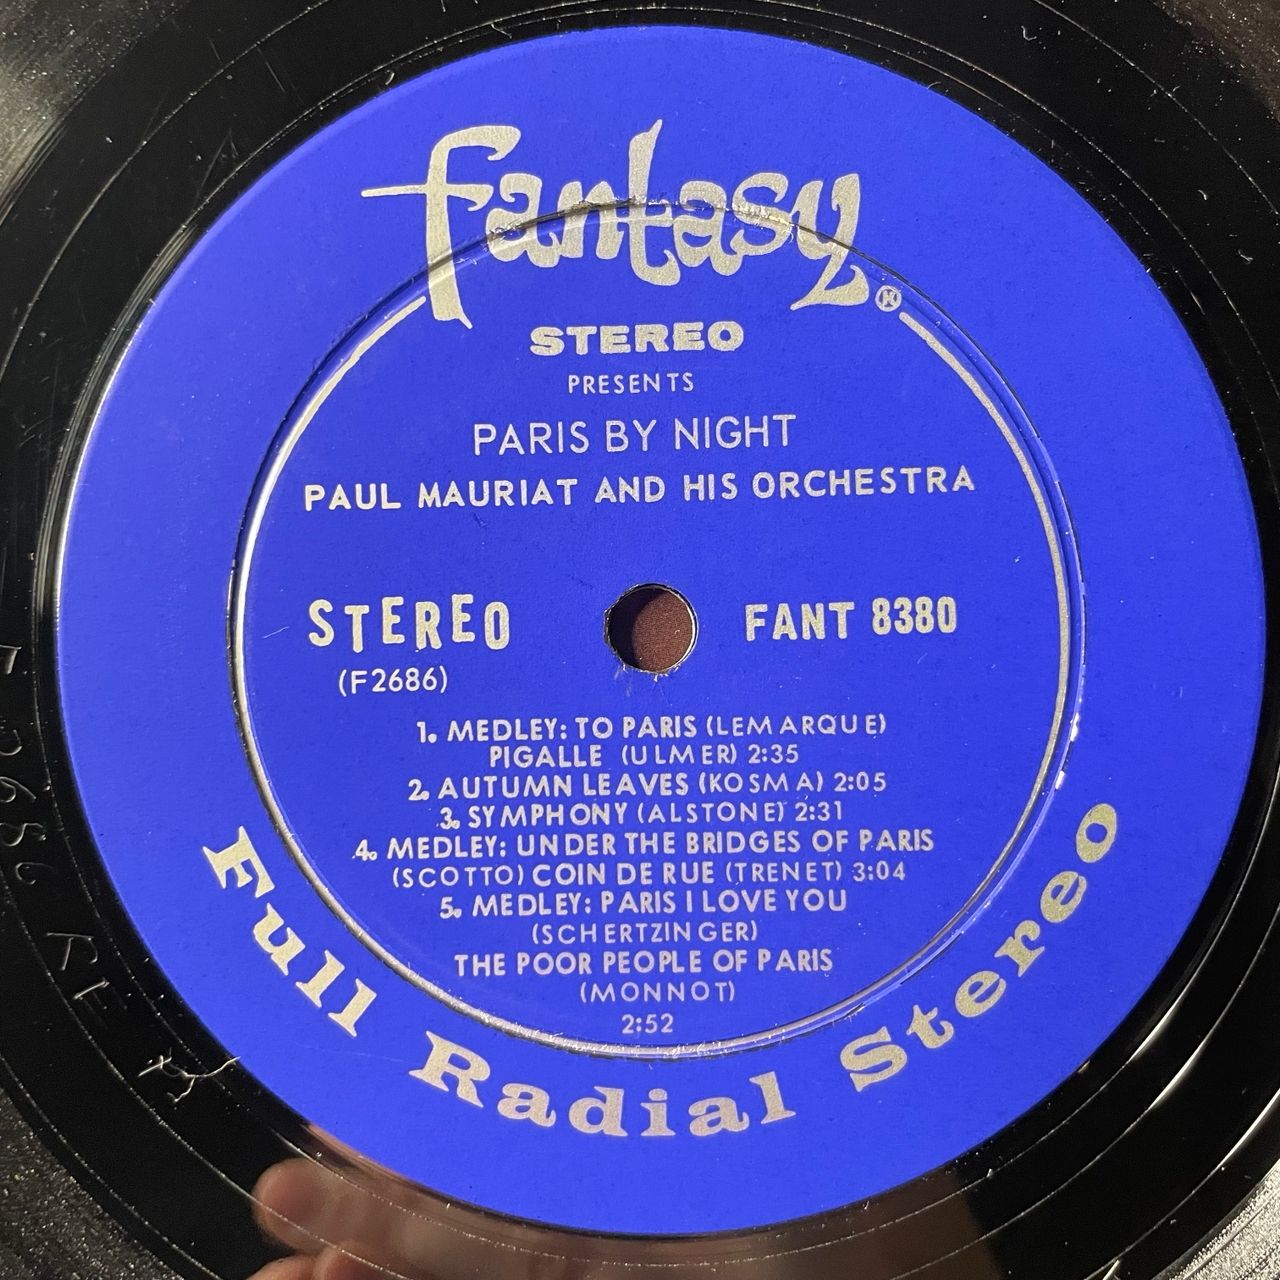 fantasy ®
STEREO
PRESENTS
PARIS BY NIGHT
PAUL MAURIAT AND HIS ORCHESTRA
STEREO
FANT 8380
(F2686)
1. MEDLEY: TO PARIS (LEMARQUE)
PIGALLE (ULMER) 2:35
2. AUTUMN LEAVES (KOSMA) 2:05
3. SYMPHONY (ALSTONE) 2:31
4. MEDLEY: UNDER THE BRIDGES OF PARIS
(SCOTTO) COIN DE RUE (TRENET) 3:04
5. MEDLEY: PARIS I LOVE YOU
(SCHERTZINGER)
THE POOR PEOPLE OF PARIS
(MONNOT)
2:52
Full Radial Stereo
F 2686 RE